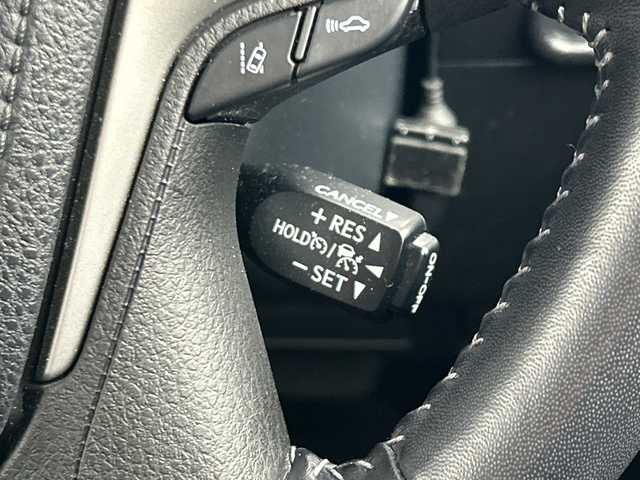 CANCEL
+ RES
HOLD /
− SET
ON-OFF